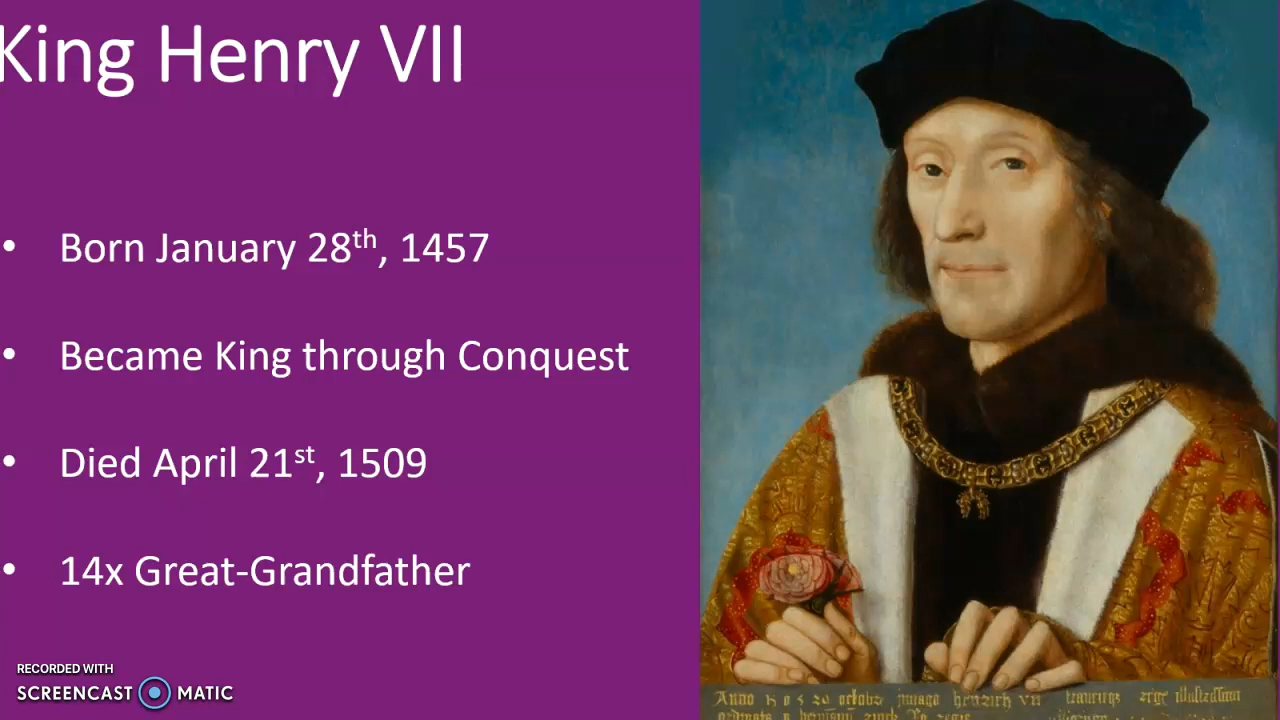 King Henry VII
• Born January 28th, 1457
• Became King through Conquest
• Died April 21st, 1509
• 14x Great-Grandfather
RECORDED WITH
SCREENCAST MATIC
Anno